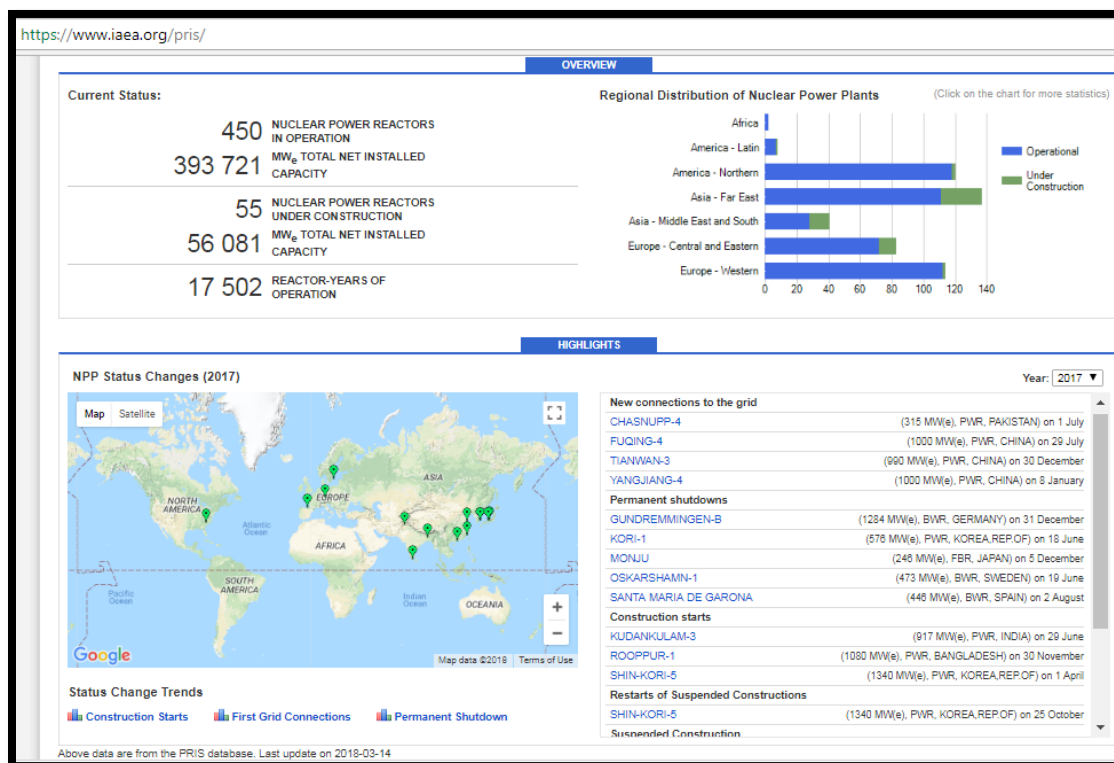 https://www.iaea.org/pris/
OVERVIEW
Current Status:
450 NUCLEAR POWER REACTORS
IN OPERATION
393 721 MWe TOTAL NET INSTALLED
CAPACITY
55 NUCLEAR POWER REACTORS
UNDER CONSTRUCTION
56 081 MWe TOTAL NET INSTALLED
CAPACITY
17 502 REACTOR-YEARS OF
OPERATION
Regional Distribution of Nuclear Power Plants
(Click on the chart for more statistics)
Africa
America - Latin
America - Northern
Asia - Far East
Asia - Middle East and South
Europe - Central and Eastern
Europe - Western
0 20 40 60 80 100 120 140
Operational
Under
Construction
HIGHLIGHTS
NPP Status Changes (2017)
Year: 2017 ▼
Map Satellite
NORTH
AMERICA
Atlantic
Ocean
EUROPE
ASIA
AFRICA
SOUTH
AMERICA
Pacific
Ocean
Indian
Ocean
OCEANIA
+
−
Google
Map data ©2018 Terms of Use
New connections to the grid
CHASNUPP-4 (315 MW(e), PWR, PAKISTAN) on 1 July
FUQING-4 (1000 MW(e), PWR, CHINA) on 29 July
TIANWAN-3 (990 MW(e), PWR, CHINA) on 30 December
YANGJIANG-4 (1000 MW(e), PWR, CHINA) on 8 January
Permanent shutdowns
GUNDREMMINGEN-B (1284 MW(e), BWR, GERMANY) on 31 December
KORI-1 (576 MW(e), PWR, KOREA,REP.OF) on 18 June
MONJU (246 MW(e), FBR, JAPAN) on 5 December
OSKARSHAMN-1 (473 MW(e), BWR, SWEDEN) on 19 June
SANTA MARIA DE GARONA (446 MW(e), BWR, SPAIN) on 2 August
Construction starts
KUDANKULAM-3 (917 MW(e), PWR, INDIA) on 29 June
ROOPPUR-1 (1080 MW(e), PWR, BANGLADESH) on 30 November
SHIN-KORI-5 (1340 MW(e), PWR, KOREA,REP.OF) on 1 April
Restarts of Suspended Constructions
SHIN-KORI-5 (1340 MW(e), PWR, KOREA,REP.OF) on 25 October
Suspended Construction
Status Change Trends
Construction Starts First Grid Connections Permanent Shutdown
Above data are from the PRIS database. Last update on 2018-03-14